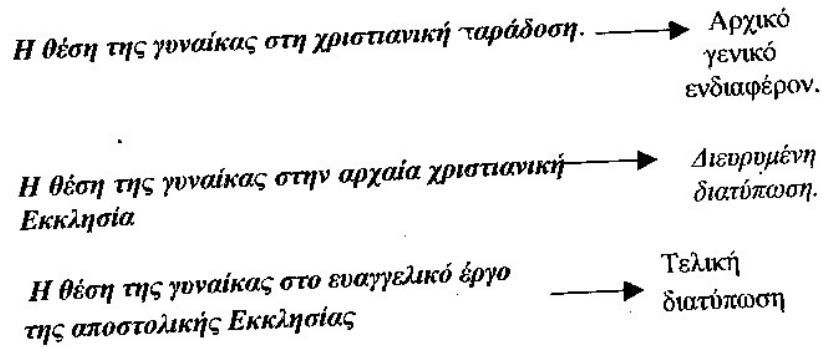 Η θέση της γυναίκας στη χριστιανική ταράδοση. Αρχικό
γενικό
ενδιαφέρον.
Η θέση της γυναίκας στην αρχαία χριστιανική Διευρυμένη
Εκκλησία διατύπωση.
Η θέση της γυναίκας στο ευαγγελικό έργο Τελική
της αποστολικής Εκκλησίας διατύπωση